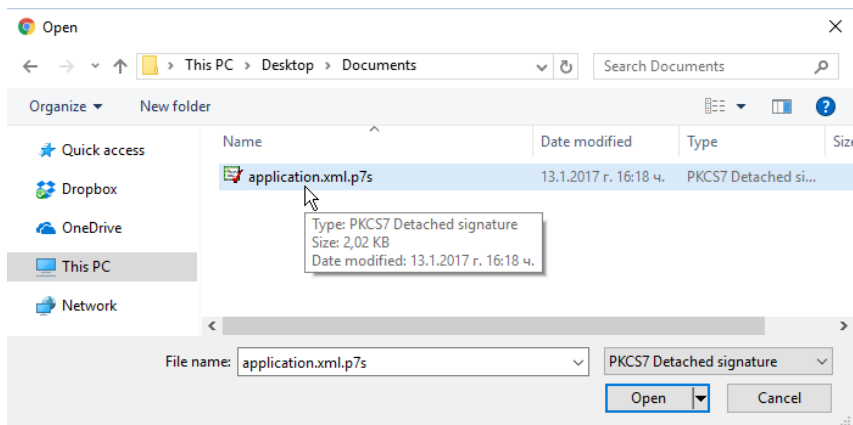 Open
This PC > Desktop > Documents
Search Documents
Organize
New folder
?
Quick access
Dropbox
OneDrive
This PC
Network
Name
Date modified
Type
Siz
application.xml.p7s
13.1.2017 г. 16:18 ч.
PKCS7 Detached si...
Type: PKCS7 Detached signature
Size: 2,02 KB
Date modified: 13.1.2017 г. 16:18 ч.
File name:
application.xml.p7s
PKCS7 Detached signature
Open
Cancel